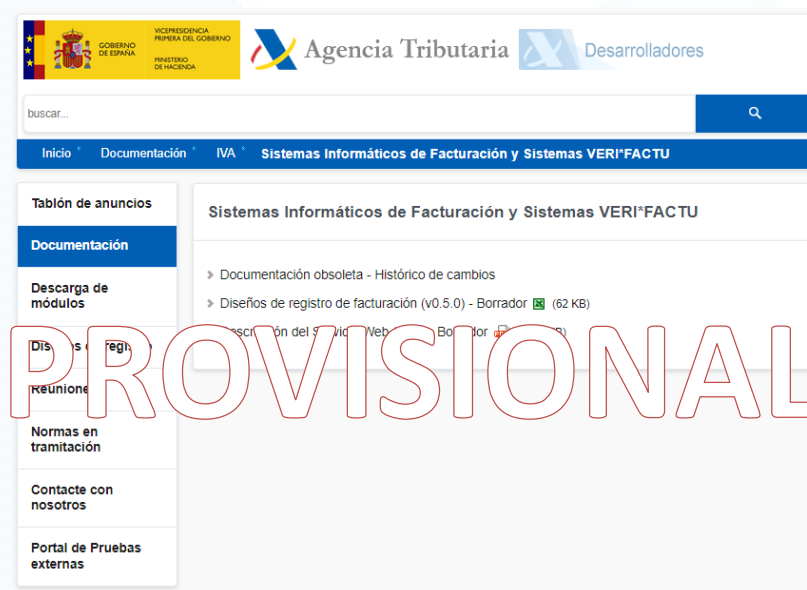 GOBIERNO
DE ESPAÑA
VICEPRESIDENCIA
PRIMERA DEL GOBIERNO
MINISTERIO
DE HACIENDA
Agencia Tributaria
Desarrolladores
buscar...
Inicio Documentación IVA Sistemas Informáticos de Facturación y Sistemas VERI*FACTU
Tablón de anuncios
Documentación
Descarga de
módulos
Normas en
tramitación
Contacte con
nosotros
Portal de Pruebas
externas
Sistemas Informáticos de Facturación y Sistemas VERI*FACTU
Documentación obsoleta - Histórico de cambios
Diseños de registro de facturación (v0.5.0) - Borrador (62 KB)
PROVISIONAL